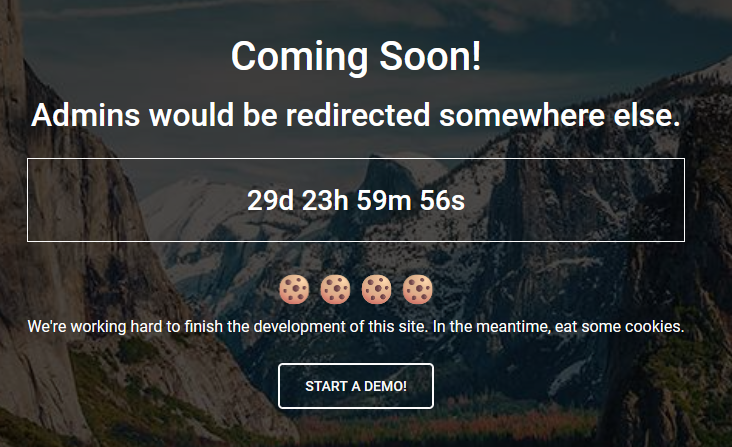 Coming Soon!
Admins would be redirected somewhere else.
29d 23h 59m 56s
We're working hard to finish the development of this site. In the meantime, eat some cookies.
START A DEMO!